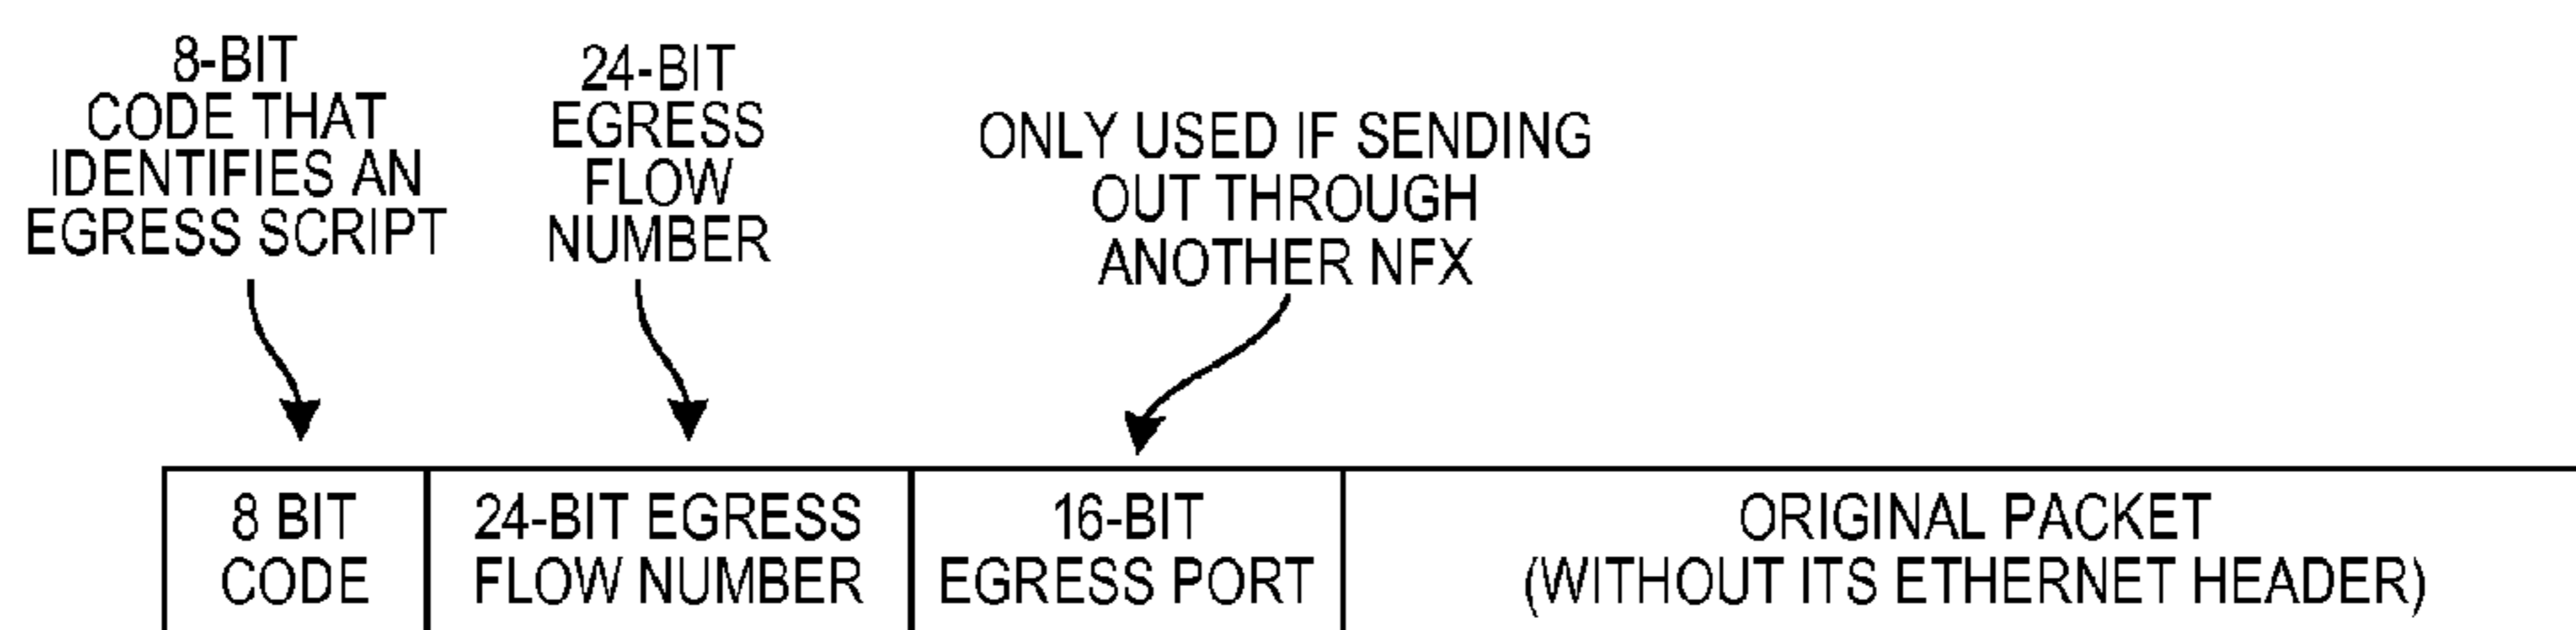 8-BIT
CODE THAT
IDENTIFIES AN
EGRESS SCRIPT
24-BIT
EGRESS
FLOW
NUMBER
ONLY USED IF SENDING
OUT THROUGH
ANOTHER NFX
8 BIT
CODE
24-BIT EGRESS
FLOW NUMBER
16-BIT
EGRESS PORT
ORIGINAL PACKET
(WITHOUT ITS ETHERNET HEADER)